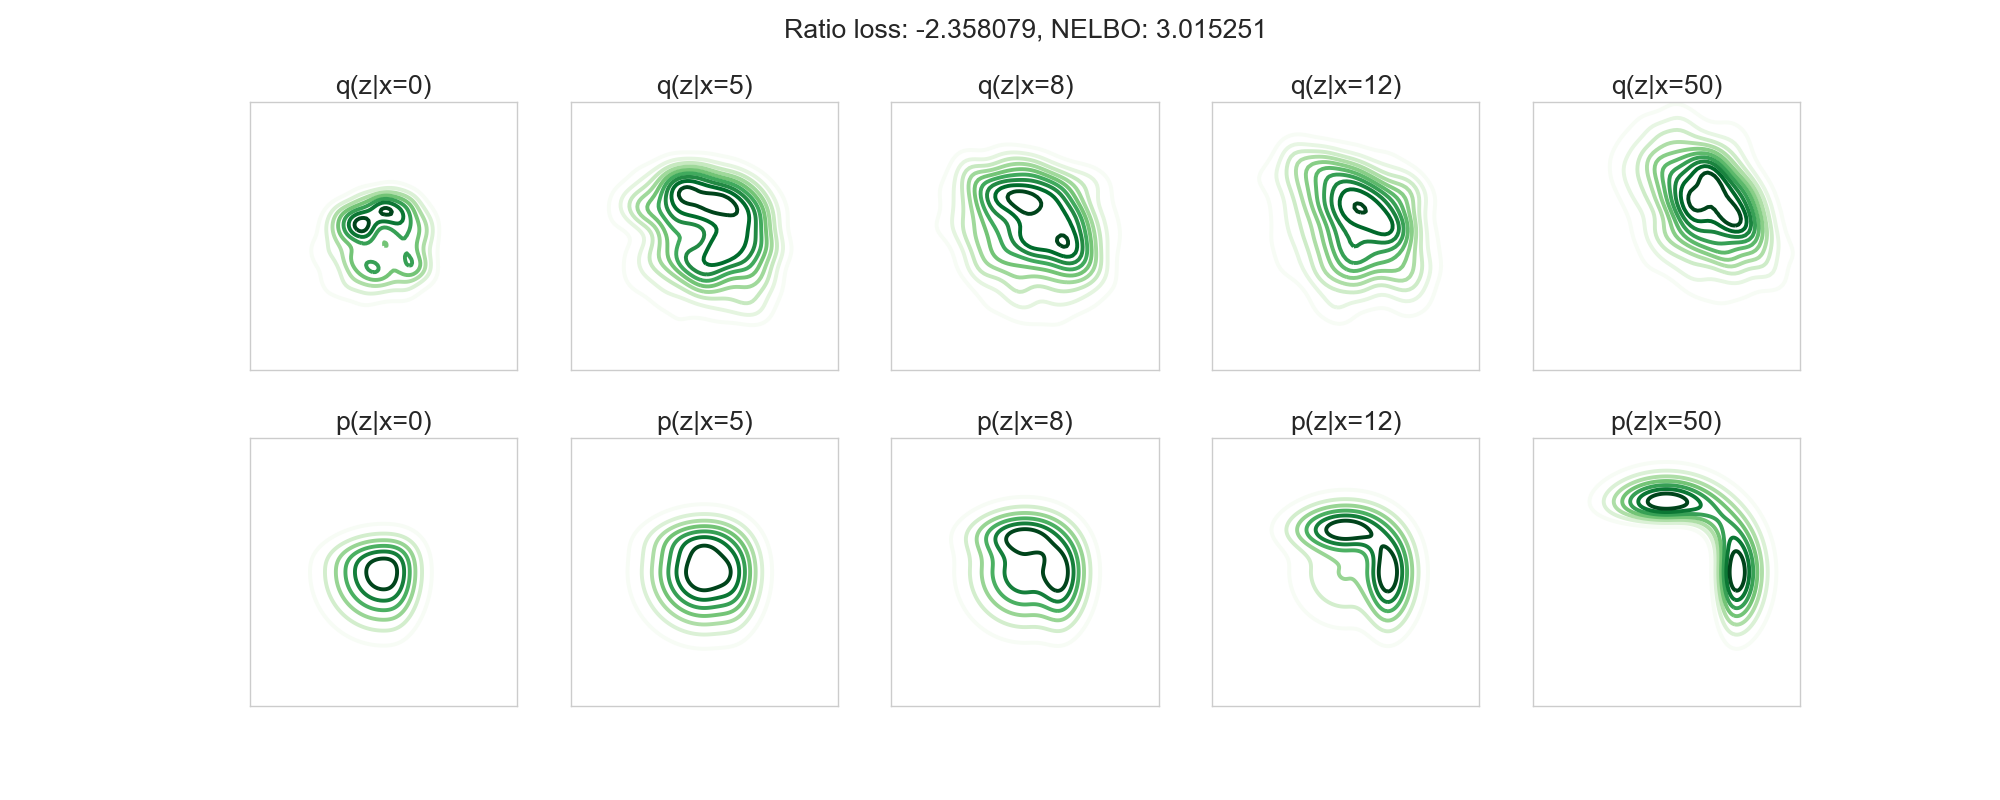 Ratio loss: -2.358079, NELBO: 3.015251
q(z|x=0) q(z|x=5) q(z|x=8) q(z|x=12) q(z|x=50)
p(z|x=0) p(z|x=5) p(z|x=8) p(z|x=12) p(z|x=50)